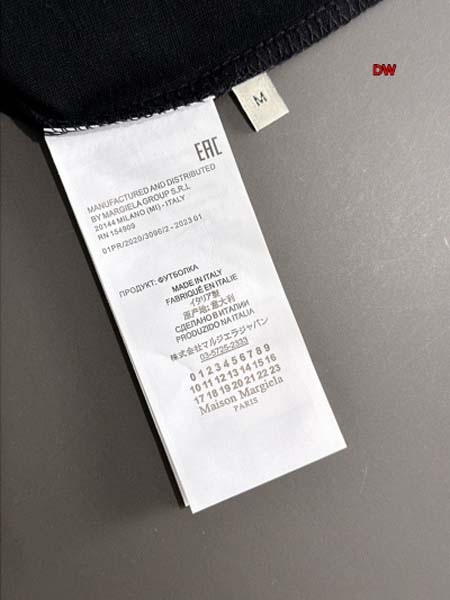 DW
M
EAC
MANUFACTURED AND DISTRIBUTED
BY MARGIELA GROUP S.R.L
20144 MILANO (MI) - ITALY
RN 154909
01PR/2020/3096/2 - 2023 01
ПРОДУКТ: ФУТБОЛКА
MADE IN ITALY
FABRIQUÉ EN ITALIE
イタリア製
原产地: 意大利
СДЕЛАНО В ИТАЛИИ
PRODUZIDO NA ITALIA
株式会社マルジェラジャパン
03-5725-2333
0 1 2 3 4 5 6 7 8 9
10 11 12 13 14 15 16
17 18 19 20 21 22 23
Maison Margiela
PARIS